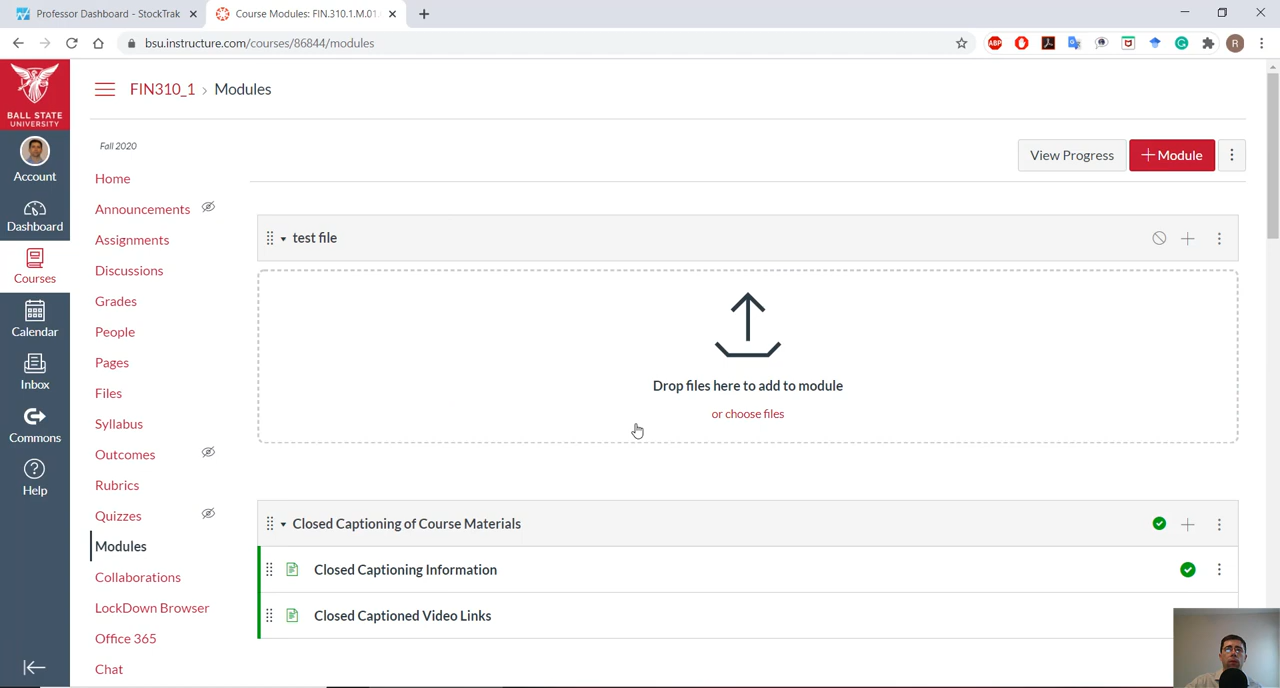 Professor Dashboard - StockTrak
Course Modules: FIN.310.1.M.01.
bsu.instructure.com/courses/86844/modules
ABP
R
BALL STATE
UNIVERSITY
FIN310_1 › Modules
Fall 2020
View Progress
+ Module
Account
Dashboard
Courses
Calendar
Inbox
Commons
Help
Home
Announcements
Assignments
Discussions
Grades
People
Pages
Files
Syllabus
Outcomes
Rubrics
Quizzes
Modules
Collaborations
LockDown Browser
Office 365
Chat
test file
Drop files here to add to module
or choose files
Closed Captioning of Course Materials
Closed Captioning Information
Closed Captioned Video Links